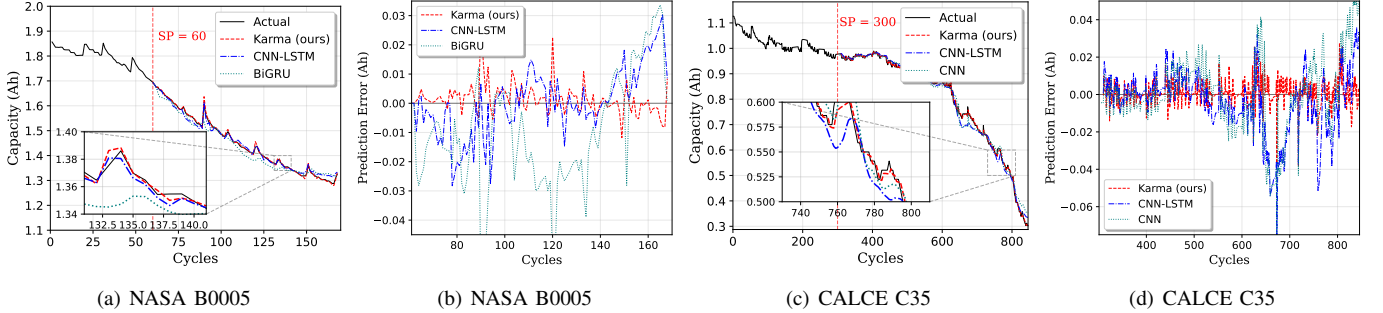 Capacity (Ah)
2.0
1.9
1.8
1.7
1.6
1.5
1.4
1.3
1.2
1.1
SP = 60
Actual
Karma (ours)
CNN-LSTM
BiGRU
1.40
1.38
1.36
1.34
132.5 135.0 137.5 140.0
0 25 50 75 100 125 150
Cycles
(a) NASA B0005
Prediction Error (Ah)
0.03
0.02
0.01
0.00
−0.01
−0.02
−0.03
−0.04
Karma (ours)
CNN-LSTM
BiGRU
80 100 120 140 160
Cycles
(b) NASA B0005
Capacity (Ah)
1.1
1.0
0.9
0.8
0.7
0.6
0.5
0.4
0.3
SP = 300
Actual
Karma (ours)
CNN-LSTM
CNN
0.600
0.575
0.550
0.525
0.500
740 760 780 797
0 100 200 300 400 500 600 700 800
Cycles
(c) CALCE C35
Prediction Error (Ah)
0.04
0.02
0.00
−0.02
−0.04
−0.06
Karma (ours)
CNN-LSTM
CNN
400 500 600 700 800
Cycles
(d) CALCE C35